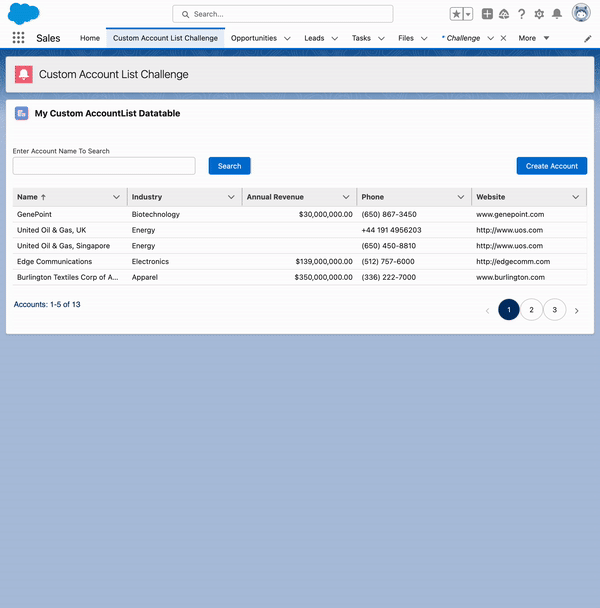 Search...
Sales Home Custom Account List Challenge Opportunities Leads Tasks Files * Challenge More
Custom Account List Challenge
My Custom AccountList Datatable
Enter Account Name To Search
Search Create Account
Name Industry Annual Revenue Phone Website
GenePoint Biotechnology $30,000,000.00 (650) 867-3450 www.genepoint.com
United Oil & Gas, UK Energy +44 191 4956203 http://www.uos.com
United Oil & Gas, Singapore Energy (650) 450-8810 http://www.uos.com
Edge Communications Electronics $139,000,000.00 (512) 757-6000 http://edgecomm.com
Burlington Textiles Corp of A... Apparel $350,000,000.00 (336) 222-7000 www.burlington.com
Accounts: 1-5 of 13 1 2 3